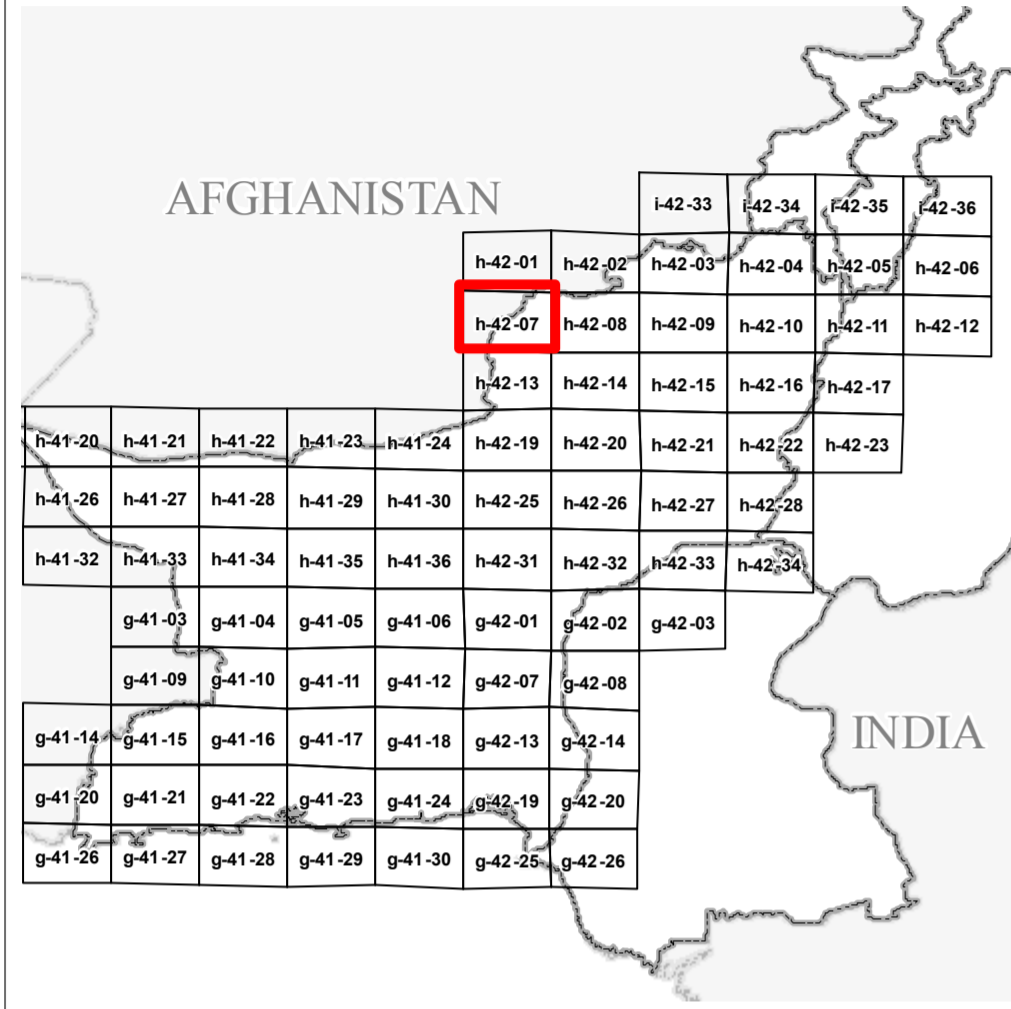 AFGHANISTAN
i-42-33 i-42-34 i-42-35 i-42-36
h-42-01 h-42-02 h-42-03 h-42-04 h-42-05 h-42-06
h-42-07 h-42-08 h-42-09 h-42-10 h-42-11 h-42-12
h-42-13 h-42-14 h-42-15 h-42-16 h-42-17
h-41-20 h-41-21 h-41-22 h-41-23 h-41-24 h-42-19 h-42-20 h-42-21 h-42-22 h-42-23
h-41-26 h-41-27 h-41-28 h-41-29 h-41-30 h-42-25 h-42-26 h-42-27 h-42-28
h-41-32 h-41-33 h-41-34 h-41-35 h-41-36 h-42-31 h-42-32 h-42-33 h-42-34
g-41-03 g-41-04 g-41-05 g-41-06 g-42-01 g-42-02 g-42-03
g-41-09 g-41-10 g-41-11 g-41-12 g-42-07 g-42-08
g-41-14 g-41-15 g-41-16 g-41-17 g-41-18 g-42-13 g-42-14
INDIA
g-41-20 g-41-21 g-41-22 g-41-23 g-41-24 g-42-19 g-42-20
g-41-26 g-41-27 g-41-28 g-41-29 g-41-30 g-42-25 g-42-26